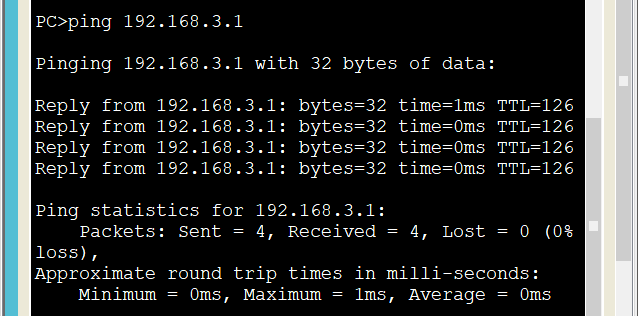 PC>ping 192.168.3.1
Pinging 192.168.3.1 with 32 bytes of data:
Reply from 192.168.3.1: bytes=32 time=1ms TTL=126
Reply from 192.168.3.1: bytes=32 time=0ms TTL=126
Reply from 192.168.3.1: bytes=32 time=0ms TTL=126
Reply from 192.168.3.1: bytes=32 time=0ms TTL=126
Ping statistics for 192.168.3.1:
    Packets: Sent = 4, Received = 4, Lost = 0 (0%
loss),
Approximate round trip times in milli-seconds:
    Minimum = 0ms, Maximum = 1ms, Average = 0ms